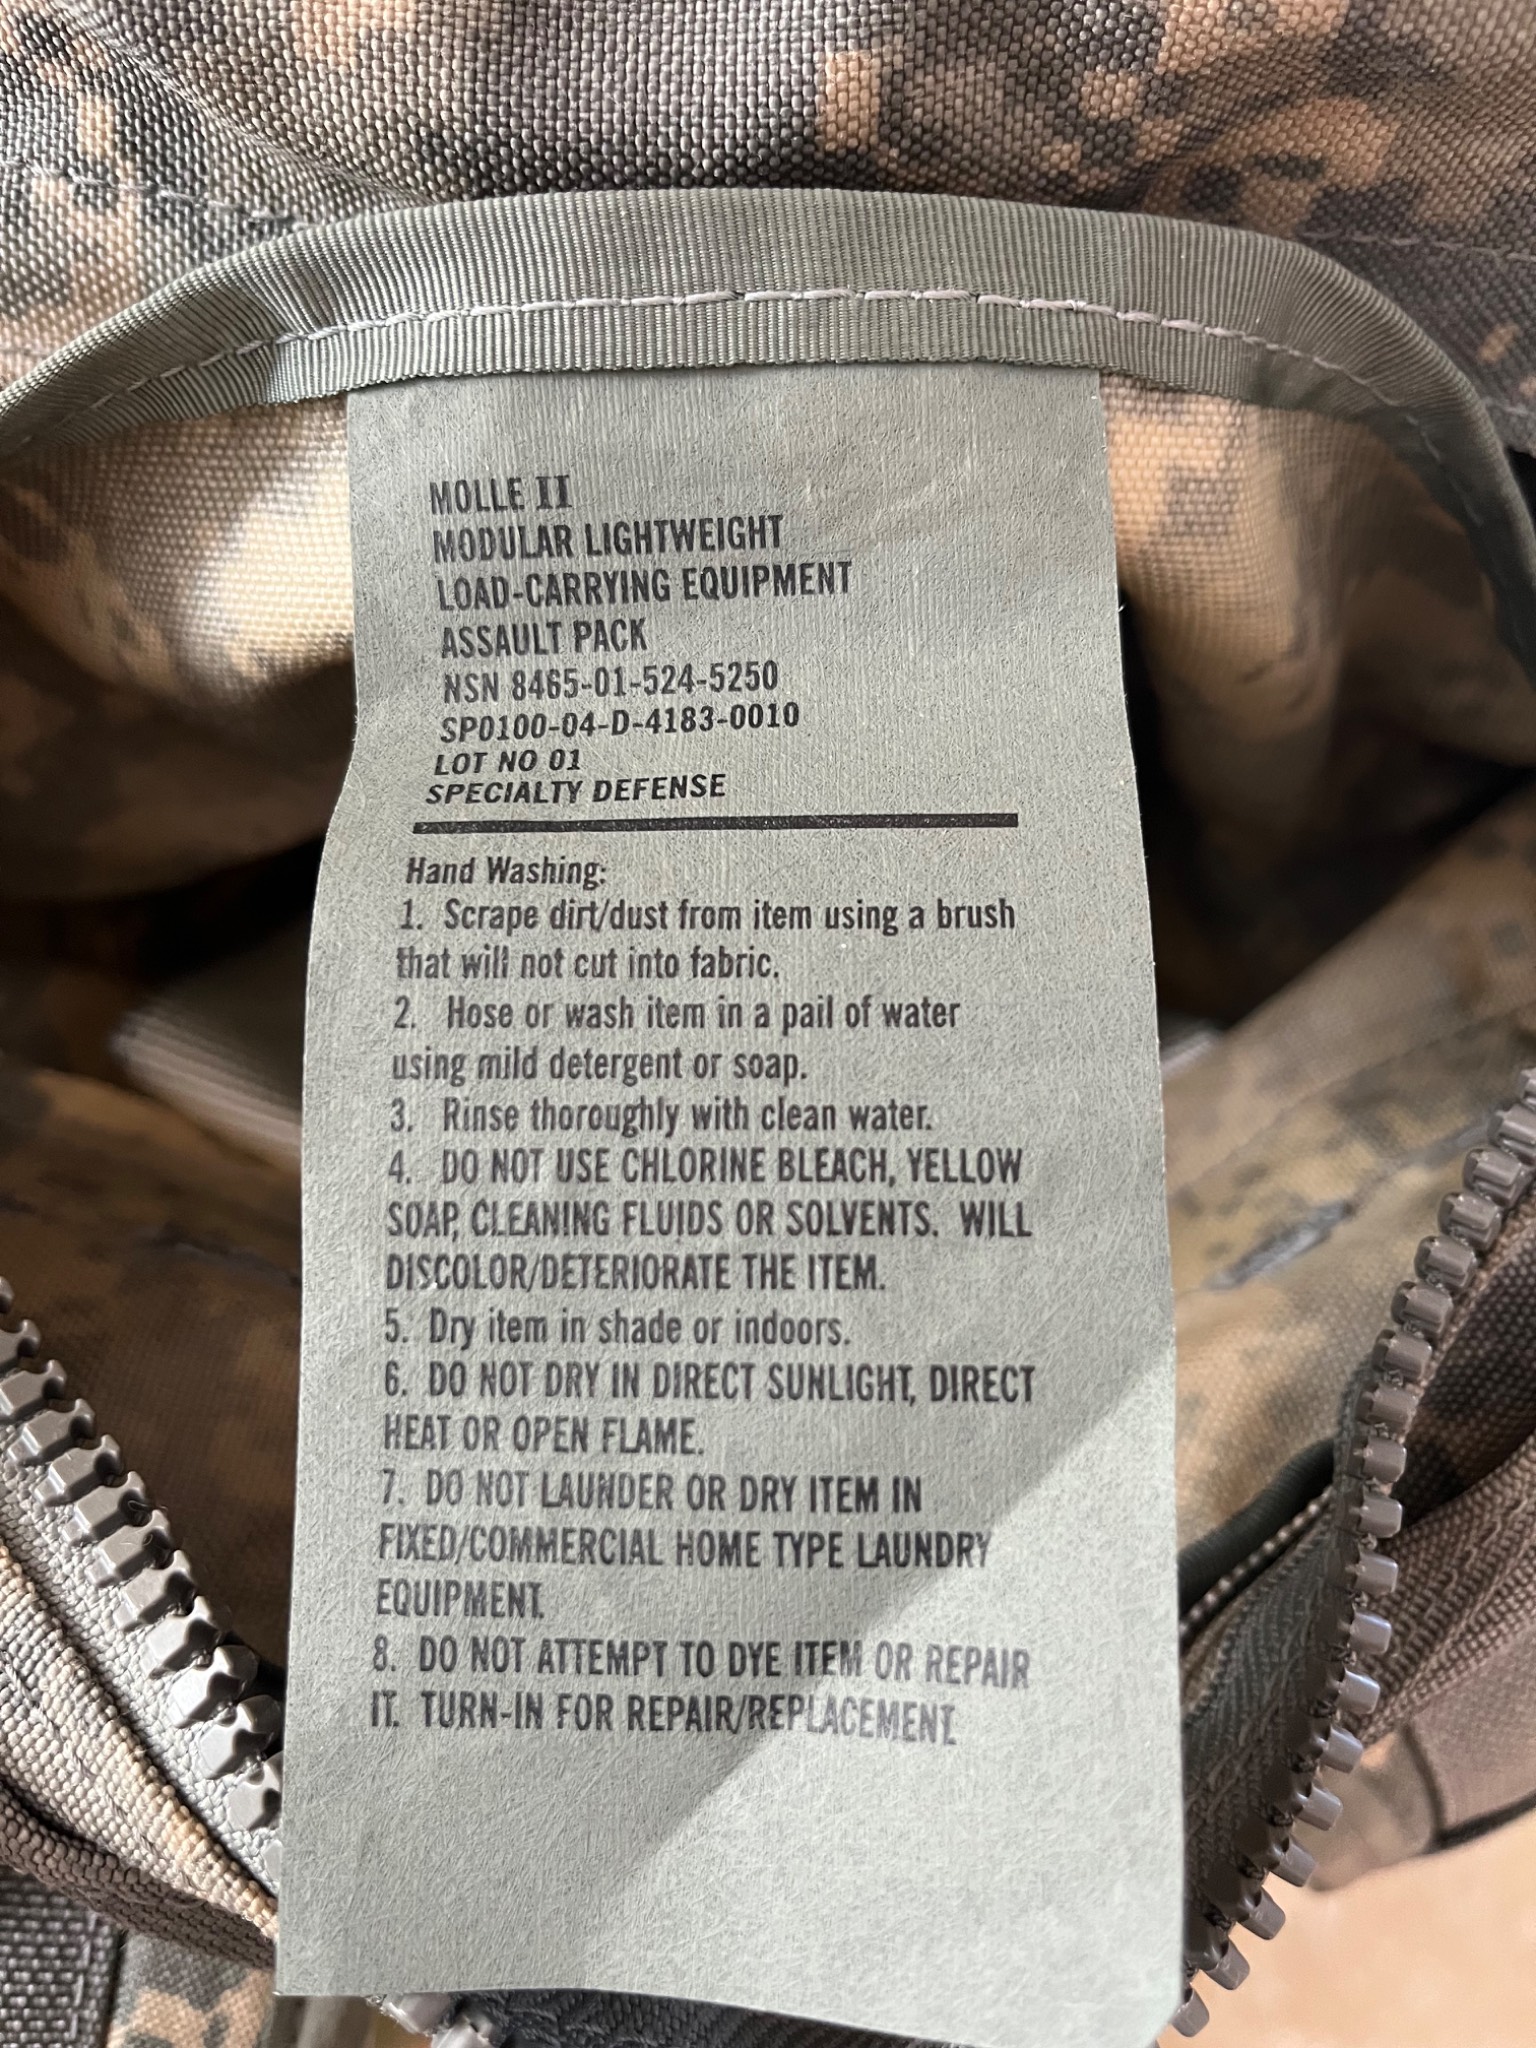 MOLLE II
MODULAR LIGHTWEIGHT
LOAD-CARRYING EQUIPMENT
ASSAULT PACK
NSN 8465-01-524-5250
SP0100-04-D-4183-0010
LOT NO 01
SPECIALTY DEFENSE
Hand Washing:
1. Scrape dirt/dust from item using a brush
that will not cut into fabric.
2. Hose or wash item in a pail of water
using mild detergent or soap.
3. Rinse thoroughly with clean water.
4. DO NOT USE CHLORINE BLEACH, YELLOW
SOAP, CLEANING FLUIDS OR SOLVENTS. WILL
DISCOLOR/DETERIORATE THE ITEM.
5. Dry item in shade or indoors.
6. DO NOT DRY IN DIRECT SUNLIGHT, DIRECT
HEAT OR OPEN FLAME.
7. DO NOT LAUNDER OR DRY ITEM IN
FIXED/COMMERCIAL HOME TYPE LAUNDRY
EQUIPMENT.
8. DO NOT ATTEMPT TO DYE ITEM OR REPAIR
IT. TURN-IN FOR REPAIR/REPLACEMENT.